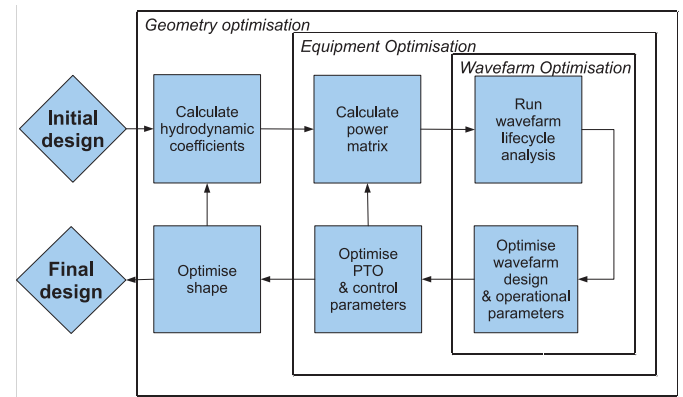 Geometry optimisation
Equipment Optimisation
Wavefarm Optimisation
Initial
design
Calculate
hydrodynamic
coefficients
Calculate
power
matrix
Run
wavefarm
lifecycle
analysis
Final
design
Optimise
shape
Optimise
PTO
& control
parameters
Optimise
wavefarm
design
& operational
parameters